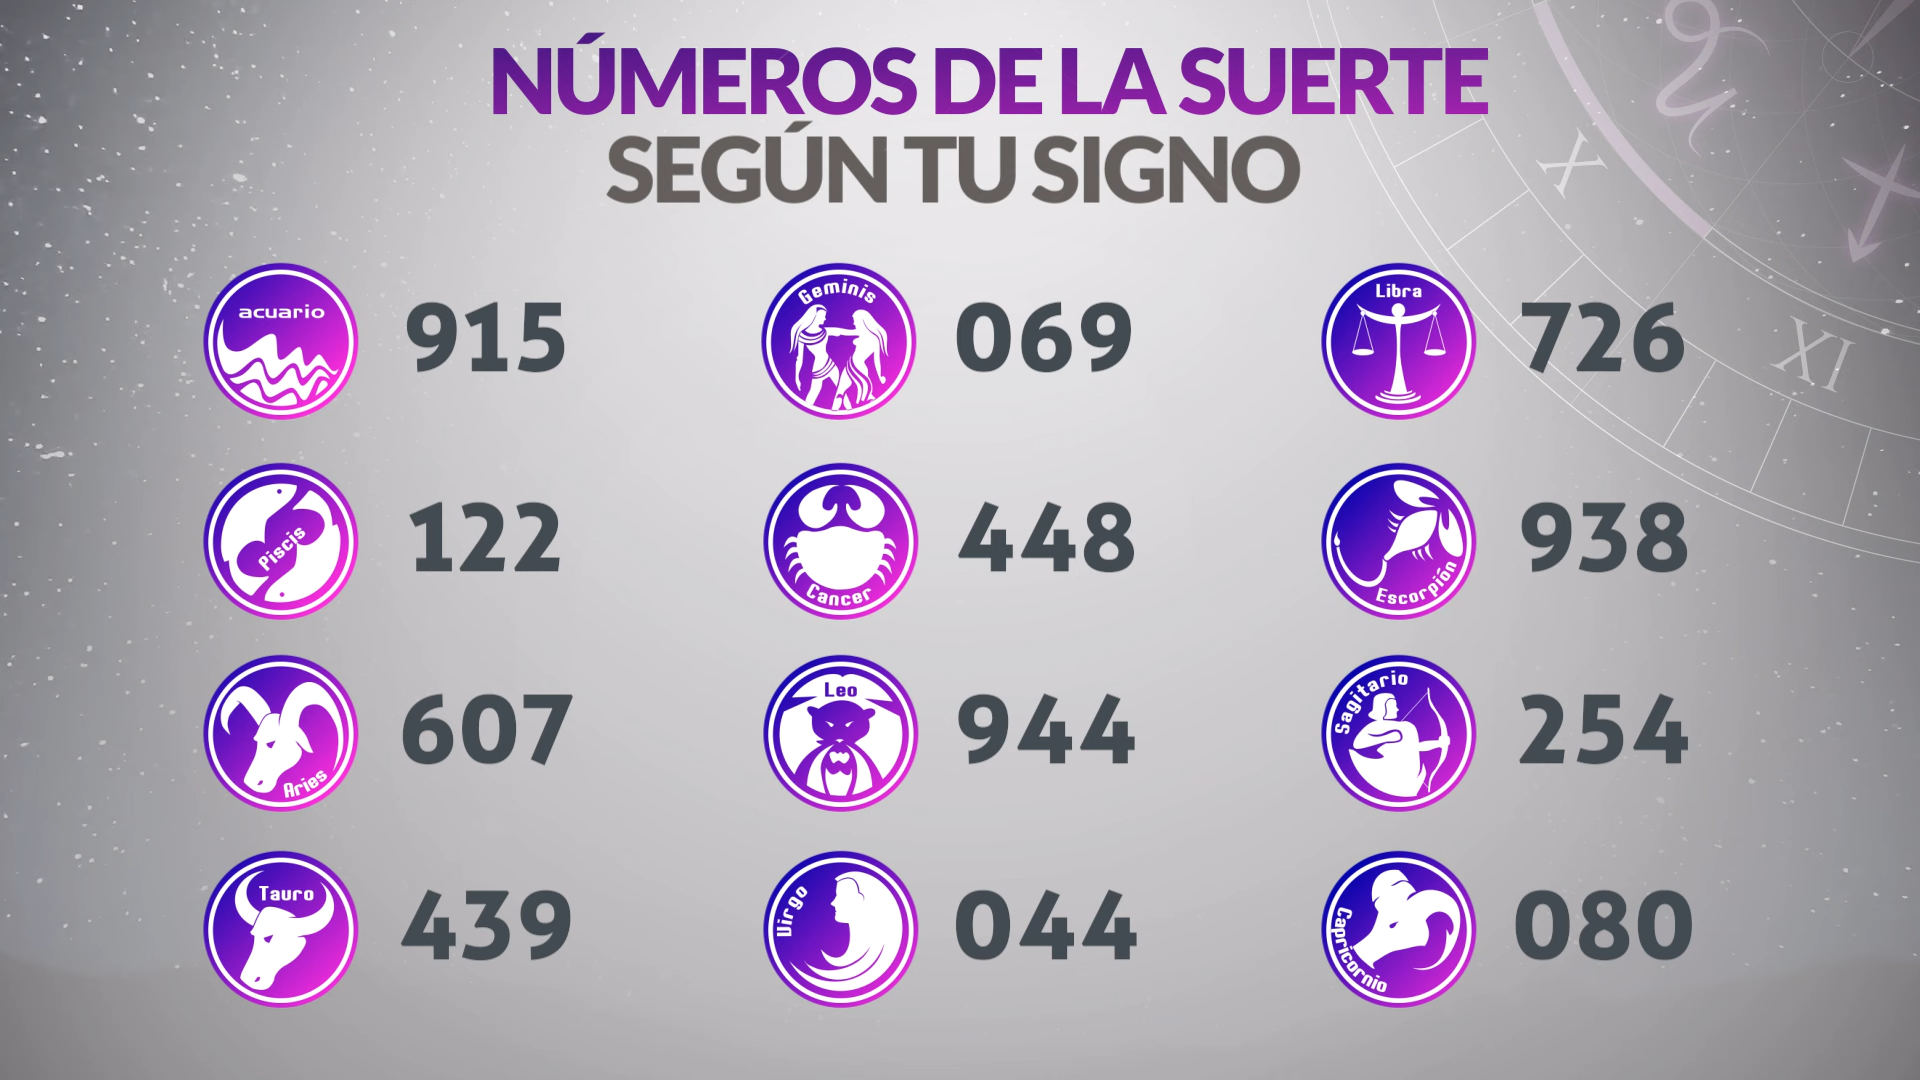 NÚMEROS DE LA SUERTE
SEGÚN TU SIGNO
X
XI
acuario 915
Geminis 069
Libra 726
Piscis 122
Cancer 448
Escorpión 938
Aries 607
Leo 944
Sagitario 254
Tauro 439
Virgo 044
Capricornio 080